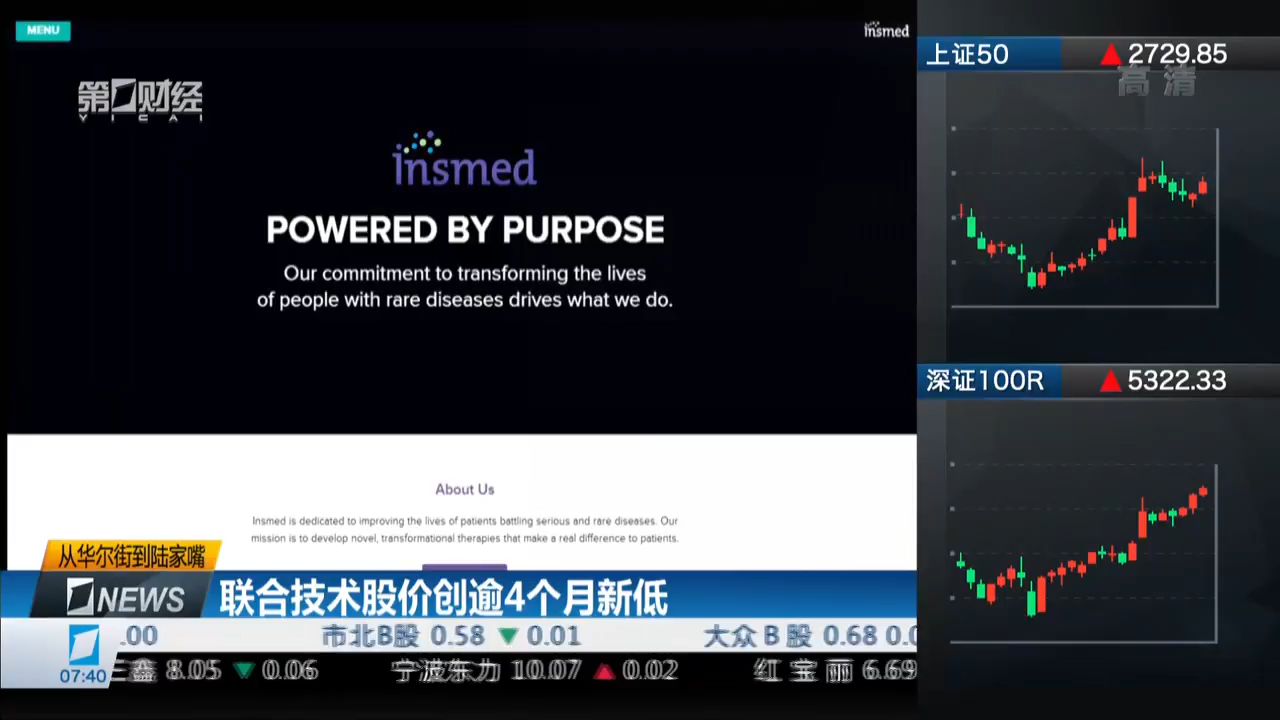 MENU
insmed
第一财经
YICAI
insmed
POWERED BY PURPOSE
Our commitment to transforming the lives
of people with rare diseases drives what we do.
About Us
Insmed is dedicated to improving the lives of patients battling serious and rare diseases. Our
mission is to develop novel, transformational therapies that make a real difference to patients.
上证50 ▲ 2729.85
高清
深证100R ▲ 5322.33
从华尔街到陆家嘴
NEWS
联合技术股价创逾4个月新低
.00 市北B股 0.58 ▼ 0.01 大众B股 0.68 0.0
07:40
三鑫 8.05 ▼ 0.06 宁波东力 10.07 ▲ 0.02 红宝丽 6.69